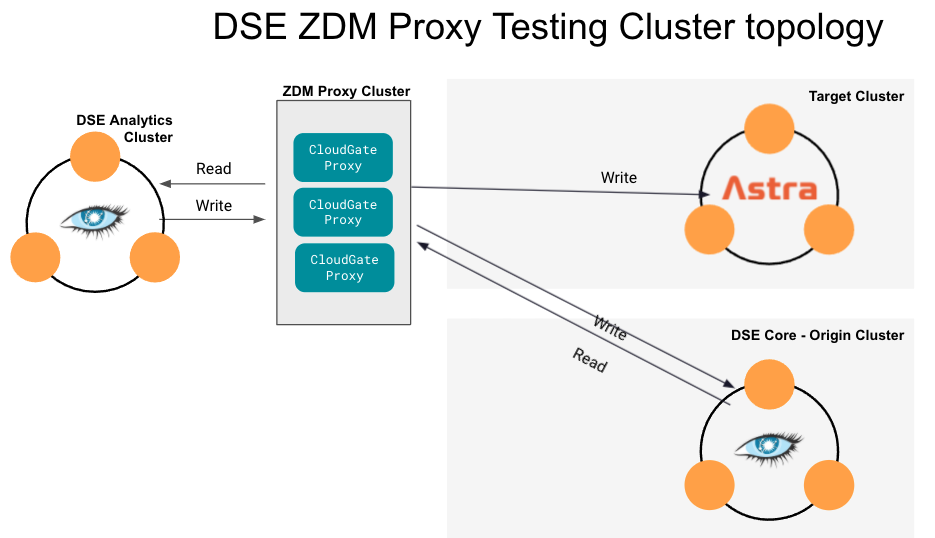 DSE ZDM Proxy Testing Cluster topology
ZDM Proxy Cluster
Target Cluster
DSE Analytics
Cluster
CloudGate
Proxy
Read
Write
CloudGate
Proxy
CloudGate
Proxy
Write
Astra
Write
Read
DSE Core - Origin Cluster